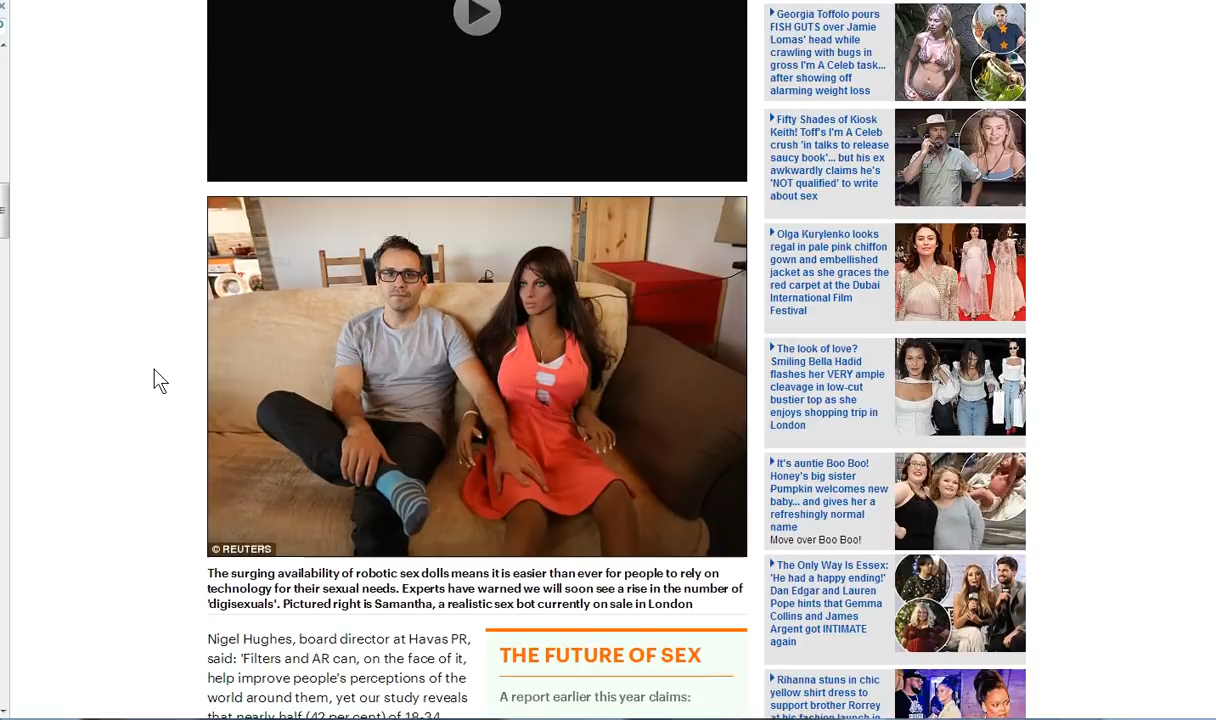 © REUTERS
The surging availability of robotic sex dolls means it is easier than ever for people to rely on
technology for their sexual needs. Experts have warned we will soon see a rise in the number of
'digisexuals'. Pictured right is Samantha, a realistic sex bot currently on sale in London
Nigel Hughes, board director at Havas PR,
said: 'Filters and AR can, on the face of it,
help improve people's perceptions of the
world around them, yet our study reveals
that nearly half (42 per cent) of 18-34
THE FUTURE OF SEX
A report earlier this year claims:
Georgia Toffolo pours
FISH GUTS over Jamie
Lomas' head while
crawling with bugs in
gross I'm A Celeb task...
after showing off
alarming weight loss
Fifty Shades of Kiosk
Keith! Toff's I'm A Celeb
crush 'in talks to release
saucy book'... but his ex
awkwardly claims he's
'NOT qualified' to write
about sex
Olga Kurylenko looks
regal in pale pink chiffon
gown and embellished
jacket as she graces the
red carpet at the Dubai
International Film
Festival
The look of love?
Smiling Bella Hadid
flashes her VERY ample
cleavage in low-cut
bustier top as she
enjoys shopping trip in
London
It's auntie Boo Boo!
Honey's big sister
Pumpkin welcomes new
baby... and gives her a
refreshingly normal
name
Move over Boo Boo!
The Only Way Is Essex:
'He had a happy ending!'
Dan Edgar and Lauren
Pope hints that Gemma
Collins and James
Argent got INTIMATE
again
Rihanna stuns in chic
yellow shirt dress to
support brother Rorrey
at his fashion launch in